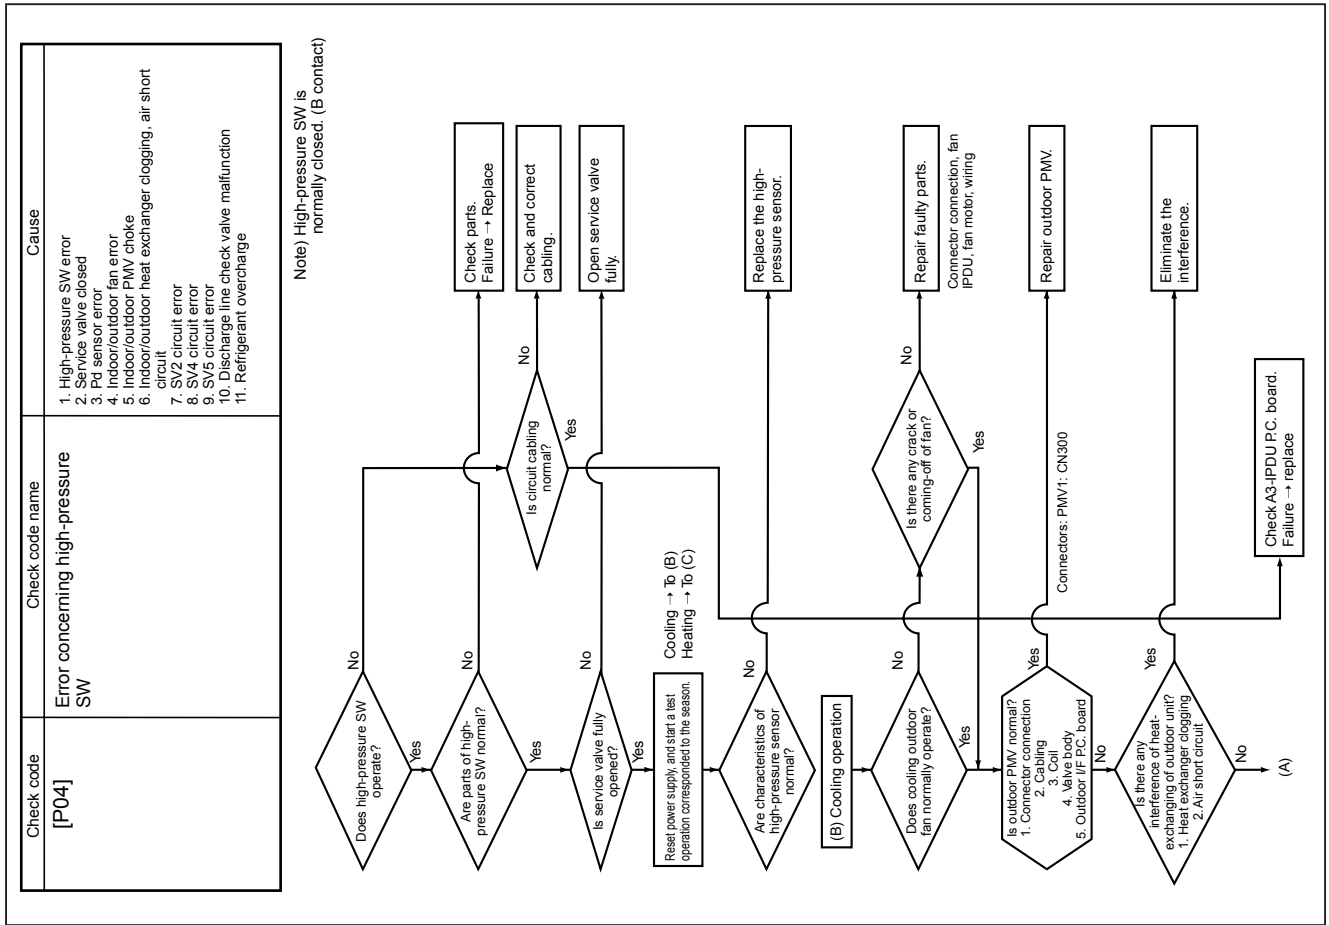 Check code
Check code name
Cause
[P04]
Error concerning high-pressure
SW
1. High-pressure SW error
2. Service valve closed
3. Pd sensor error
4. Indoor/outdoor fan error
5. Indoor/outdoor PMV choke
6. Indoor/outdoor heat exchanger clogging, air short
circuit
7. SV2 circuit error
8. SV4 circuit error
9. SV5 circuit error
10. Discharge line check valve malfunction
11. Refrigerant overcharge
Note) High-pressure SW is
normally closed. (B contact)
Does high-pressure SW
operate?
No
Yes
Is circuit cabling
normal?
No
Yes
Check and correct
cabling.
Are parts of high-
pressure SW normal?
No
Yes
Check parts.
Failure → Replace
Is service valve fully
opened?
No
Yes
Open service valve
fully.
Reset power supply, and start a test
operation corresponded to the season.
Cooling → To (B)
Heating → To (C)
Are characteristics of
high-pressure sensor
normal?
No
Replace the high-
pressure sensor.
(B) Cooling operation
Does cooling outdoor
fan normally operate?
No
Yes
Is there any crack or
coming-off of fan?
No
Yes
Repair faulty parts.
Connector connection, fan
IPDU, fan motor, wiring
Is outdoor PMV normal?
1. Connector connection
2. Cabling
3. Coil
4. Valve body
5. Outdoor I/F P.C. board
Yes
No
Connectors: PMV1: CN300
Repair outdoor PMV.
Is there any
interference of heat-
exchanging of outdoor unit?
1. Heat exchanger clogging
2. Air short circuit
Yes
No
Eliminate the
interference.
Check A3-IPDU P.C. board.
Failure → replace
(A)